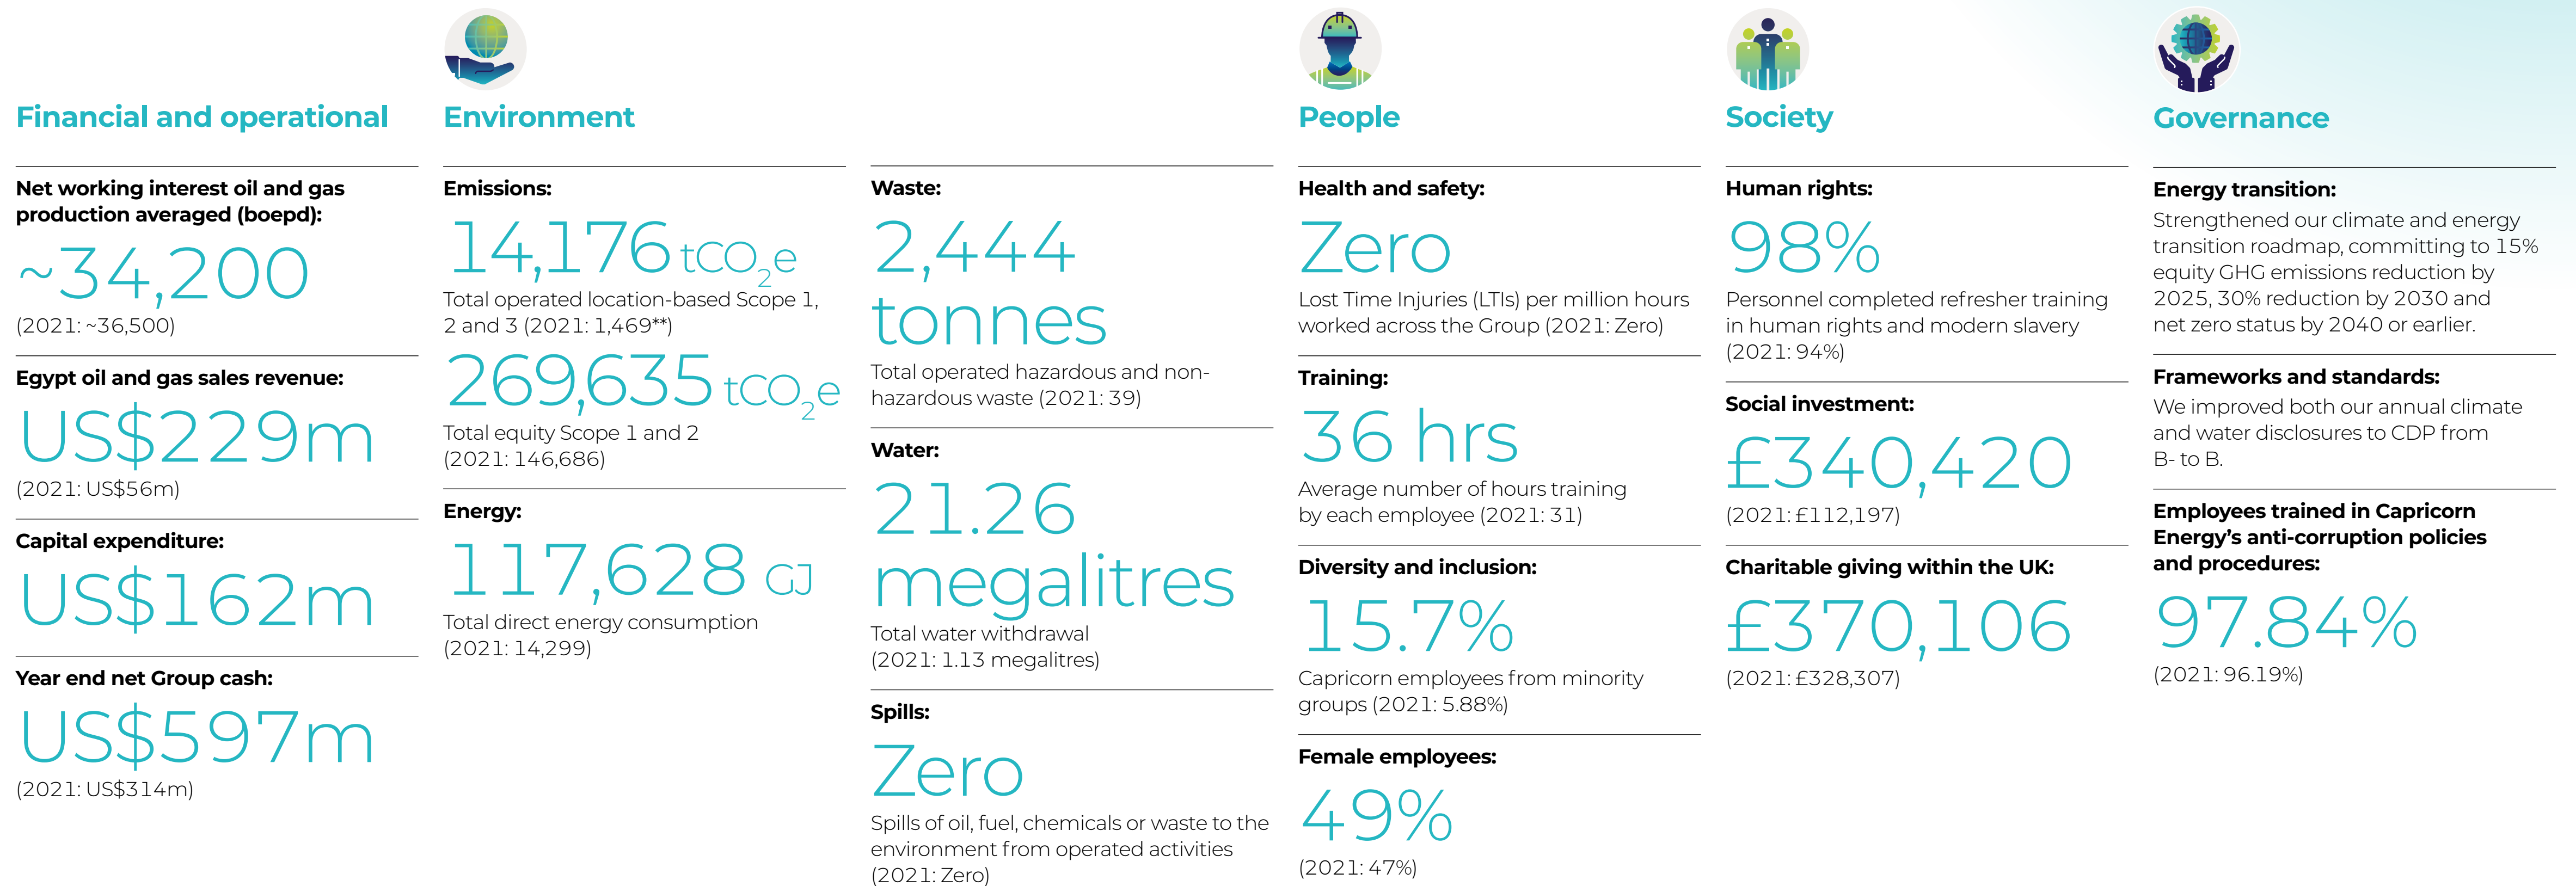 Financial and operational
Net working interest oil and gas
production averaged (boepd):
~34,200
(2021: ~36,500)
Egypt oil and gas sales revenue:
US$229m
(2021: US$56m)
Capital expenditure:
US$162m
Year end net Group cash:
US$597m
(2021: US$314m)
Environment
Emissions:
14,176 tCO₂e
Total operated location-based Scope 1,
2 and 3 (2021: 1,469**)
269,635 tCO₂e
Total equity Scope 1 and 2
(2021: 146,686)
Energy:
117,628 GJ
Total direct energy consumption
(2021: 14,299)
Waste:
2,444
tonnes
Total operated hazardous and non-
hazardous waste (2021: 39)
Water:
21.26
megalitres
Total water withdrawal
(2021: 1.13 megalitres)
Spills:
Zero
Spills of oil, fuel, chemicals or waste to the
environment from operated activities
(2021: Zero)
People
Health and safety:
Zero
Lost Time Injuries (LTIs) per million hours
worked across the Group (2021: Zero)
Training:
36 hrs
Average number of hours training
by each employee (2021: 31)
Diversity and inclusion:
15.7%
Capricorn employees from minority
groups (2021: 5.88%)
Female employees:
49%
(2021: 47%)
Society
Human rights:
98%
Personnel completed refresher training
in human rights and modern slavery
(2021: 94%)
Social investment:
£340,420
(2021: £112,197)
Charitable giving within the UK:
£370,106
(2021: £328,307)
Governance
Energy transition:
Strengthened our climate and energy
transition roadmap, committing to 15%
equity GHG emissions reduction by
2025, 30% reduction by 2030 and
net zero status by 2040 or earlier.
Frameworks and standards:
We improved both our annual climate
and water disclosures to CDP from
B- to B.
Employees trained in Capricorn
Energy’s anti-corruption policies
and procedures:
97.84%
(2021: 96.19%)